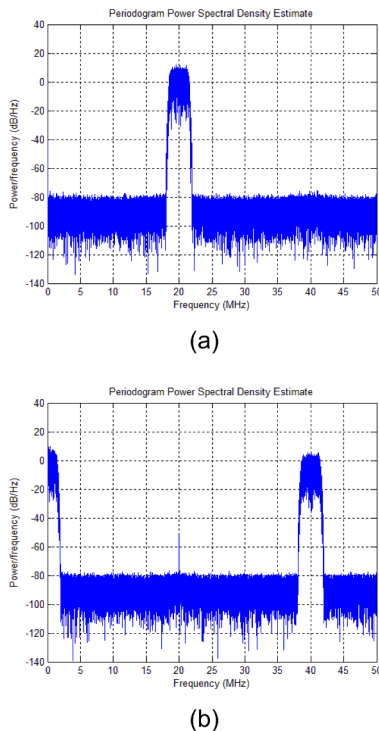 Periodogram Power Spectral Density Estimate
40
20
0
-20
-40
-60
-80
-100
-120
-140
Power/frequency (dB/Hz)
0 5 10 15 20 25 30 35 40 45 50
Frequency (MHz)
(a)
Periodogram Power Spectral Density Estimate
40
20
0
-20
-40
-60
-80
-100
-120
-140
Power/frequency (dB/Hz)
0 5 10 15 20 25 30 35 40 45 50
Frequency (MHz)
(b)